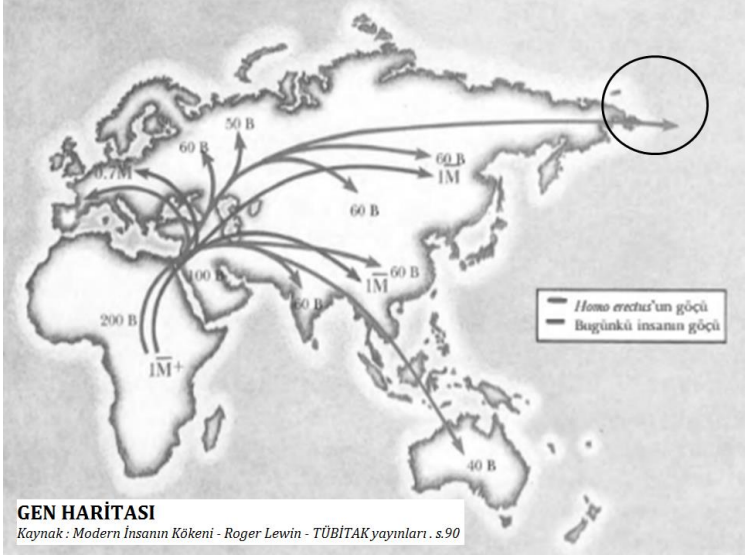 50 B
60 B
0.7M
60 B
1M
60 B
100 B
1M 60 B
60 B
200 B
1M+
40 B
Homo erectus'un göçü
Bugünkü insanın göçü
GEN HARİTASI
Kaynak : Modern İnsanın Kökeni - Roger Lewin - TÜBİTAK yayınları . s.90